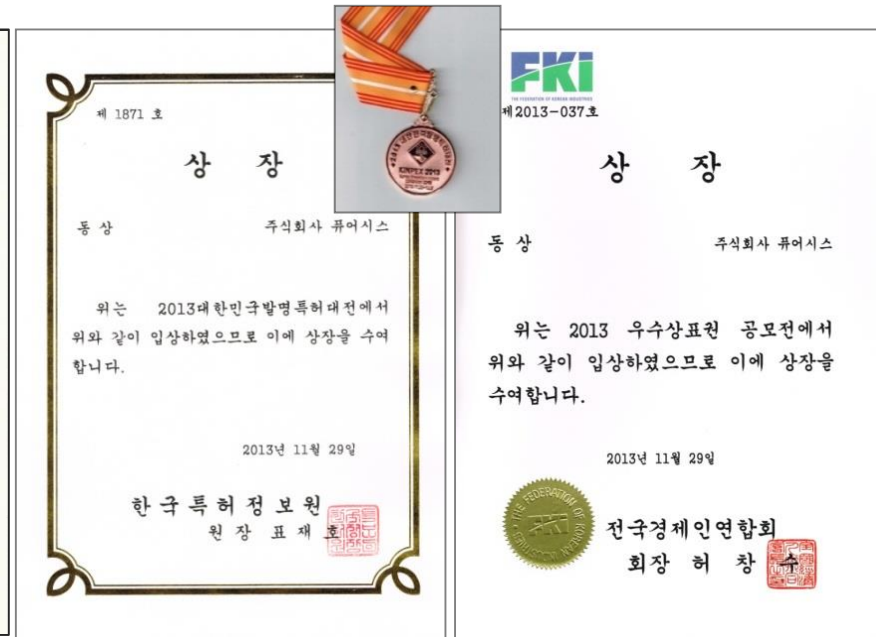 제 1871 호
상 장
동 상 주식회사 퓨어시스
위는 2013대한민국발명특허대전에서
위와 같이 입상하였으므로 이에 상장을 수여
합니다.
2013년 11월 29일
한국특허정보원
원 장 표 재 호
KINPEX 2013
FKI
THE FEDERATION OF KOREAN INDUSTRIES
제2013-037호
상 장
동 상 주식회사 퓨어시스
위는 2013 우수상표권 공모전에서
위와 같이 입상하였으므로 이에 상장을
수여합니다.
2013년 11월 29일
THE FEDERATION OF KOREAN INDUSTRIES
FKI
전국경제인연합회
회장 허 창 수